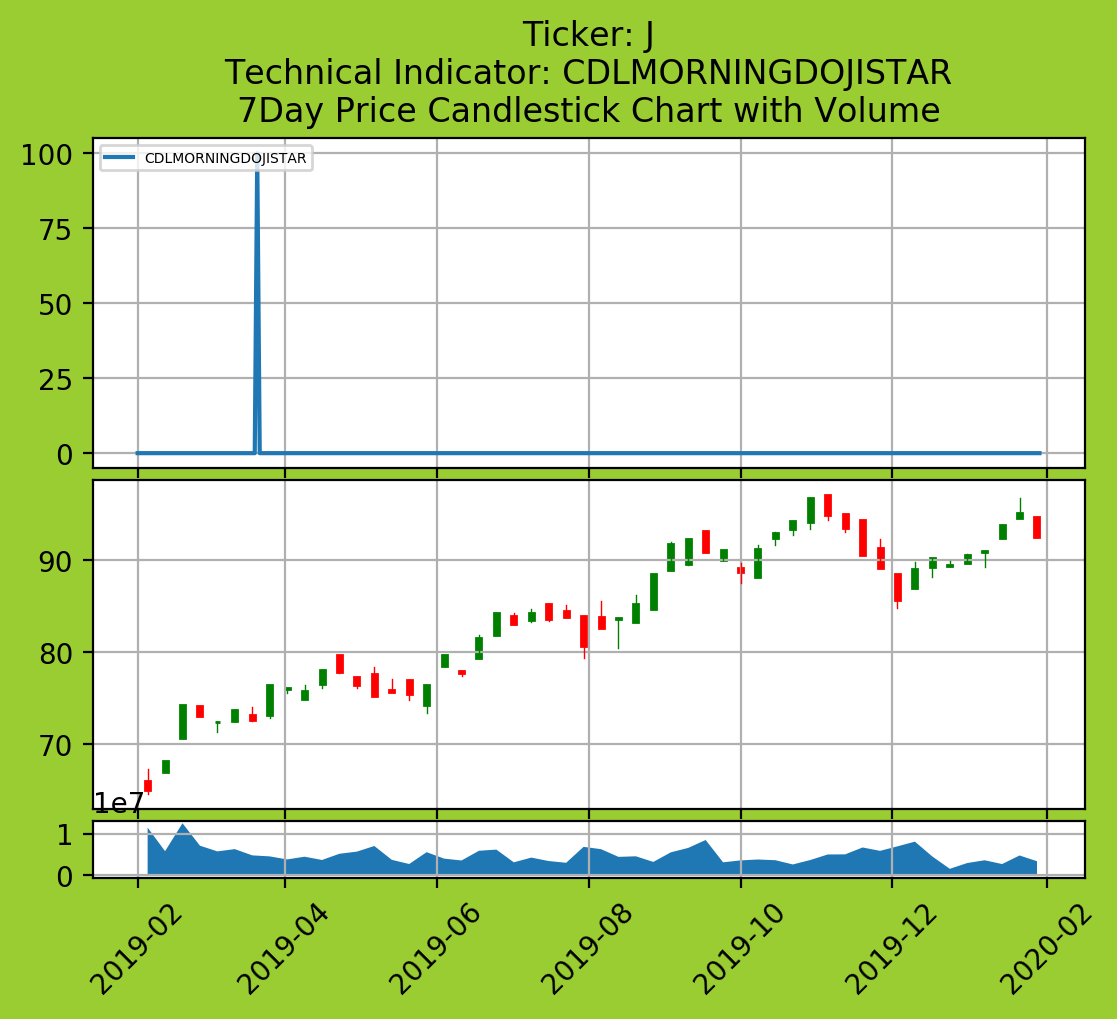 Ticker: J
Technical Indicator: CDLMORNINGDOJISTAR
7Day Price Candlestick Chart with Volume
CDLMORNINGDOJISTAR
100
75
50
25
0
90
80
70
1e7
1
0
2019-02 2019-04 2019-06 2019-08 2019-10 2019-12 2020-02